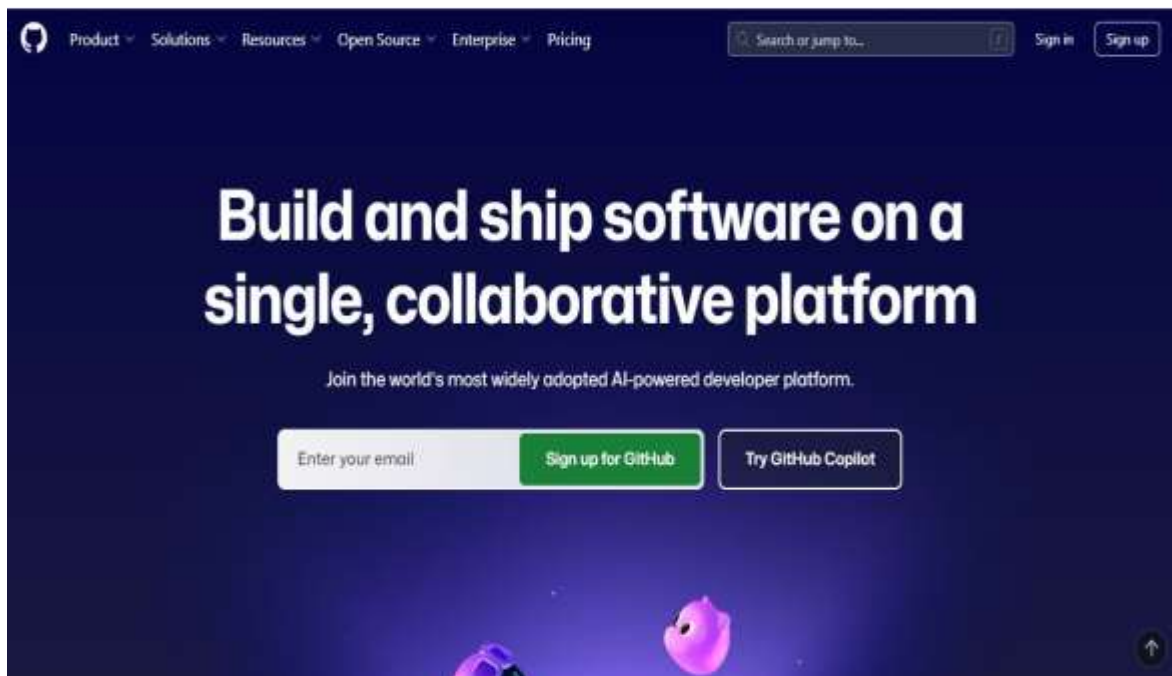 Product Solutions Resources Open Source Enterprise Pricing Search or jump to... / Sign in Sign up
Build and ship software on a
single, collaborative platform
Join the world's most widely adopted AI-powered developer platform.
Enter your email Sign up for GitHub Try GitHub Copilot